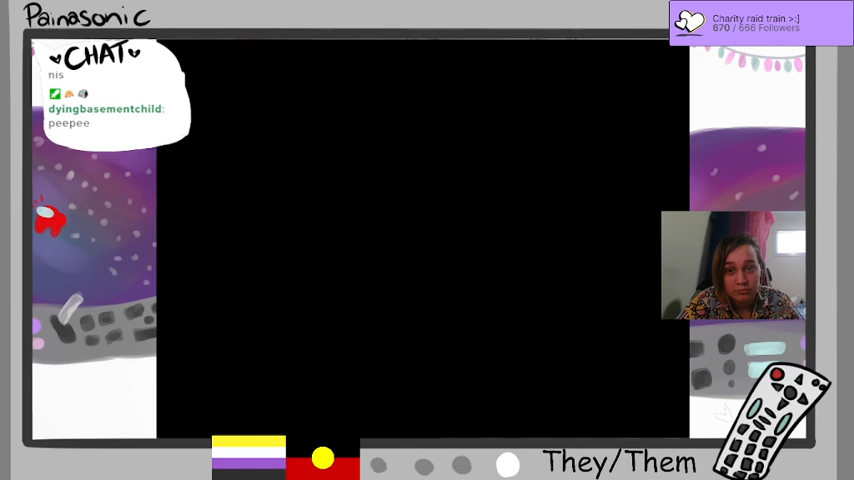 Painasonic
Charity raid train >:]
670 / 666 Followers
CHAT
nis
dyingbasementchild:
peepee
They/Them